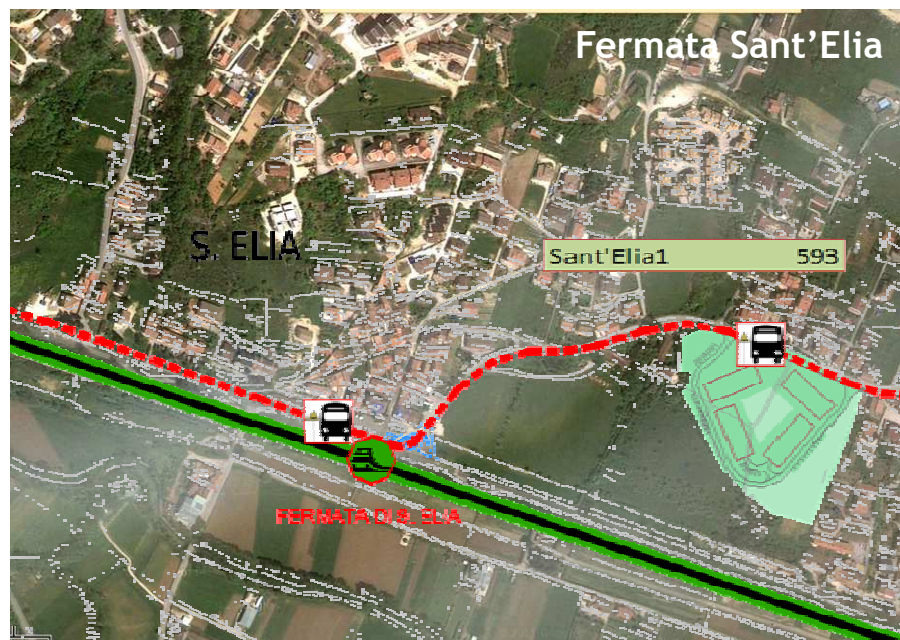 Fermata Sant’Elia
S. ELIA
Sant'Elia1 593
FERMATA DI S. ELIA